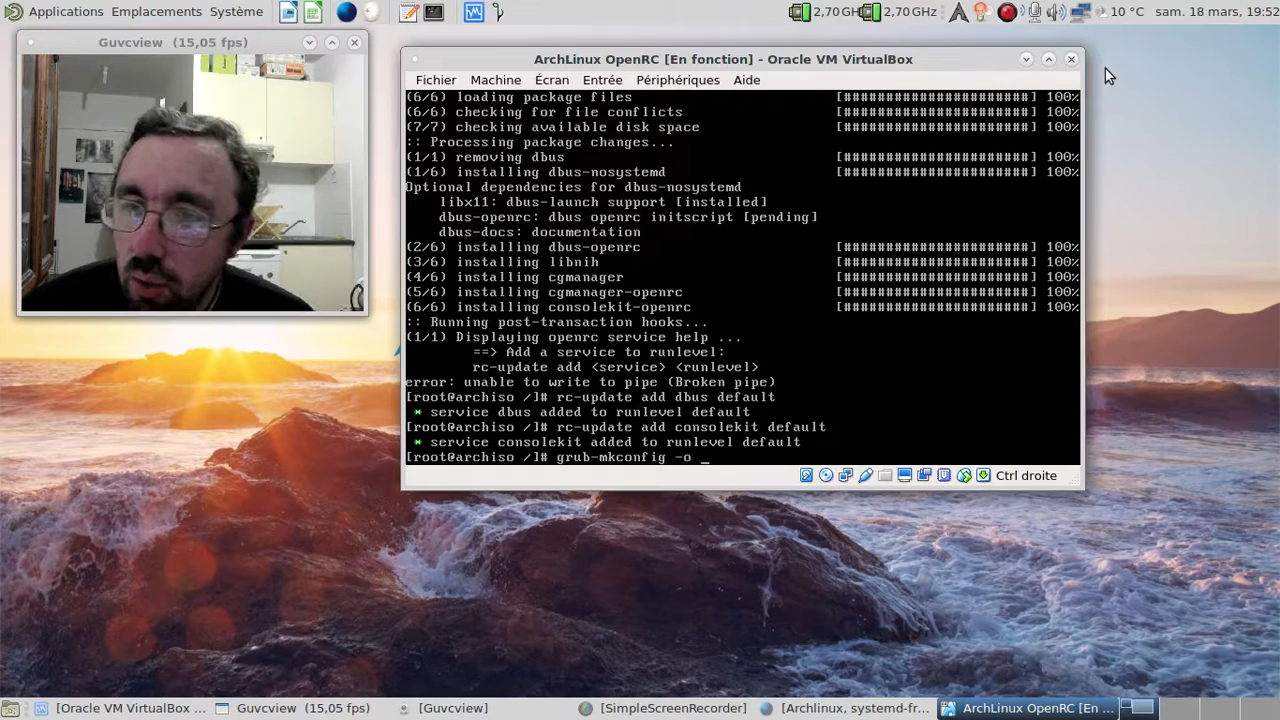 Applications Emplacements Système
2,70 GH 2,70 GHz
10 °C sam. 18 mars, 19:52
Guvcview (15,05 fps)
ArchLinux OpenRC [En fonction] - Oracle VM VirtualBox
Fichier Machine Écran Entrée Périphériques Aide
(6/6) loading package files [######################] 100%
(6/6) checking for file conflicts [######################] 100%
(7/7) checking available disk space [######################] 100%
:: Processing package changes...
(1/1) removing dbus [######################] 100%
(1/6) installing dbus-nosystemd [######################] 100%
Optional dependencies for dbus-nosystemd
libx11: dbus-launch support [installed]
dbus-openrc: dbus openrc initscript [pending]
dbus-docs: documentation
(2/6) installing dbus-openrc [######################] 100%
(3/6) installing libnih [######################] 100%
(4/6) installing cgmanager [######################] 100%
(5/6) installing cgmanager-openrc [######################] 100%
(6/6) installing consolekit-openrc [######################] 100%
:: Running post-transaction hooks...
(1/1) Displaying openrc service help ...
==> Add a service to runlevel:
rc-update add <service> <runlevel>
error: unable to write to pipe (Broken pipe)
[root@archiso /]# rc-update add dbus default
* service dbus added to runlevel default
[root@archiso /]# rc-update add consolekit default
* service consolekit added to runlevel default
[root@archiso /]# grub-mkconfig -o _
Ctrl droite
[Oracle VM VirtualBox ... Guvcview (15,05 fps) [Guvcview] [SimpleScreenRecorder] [Archlinux, systemd-fr... ArchLinux OpenRC [En ...